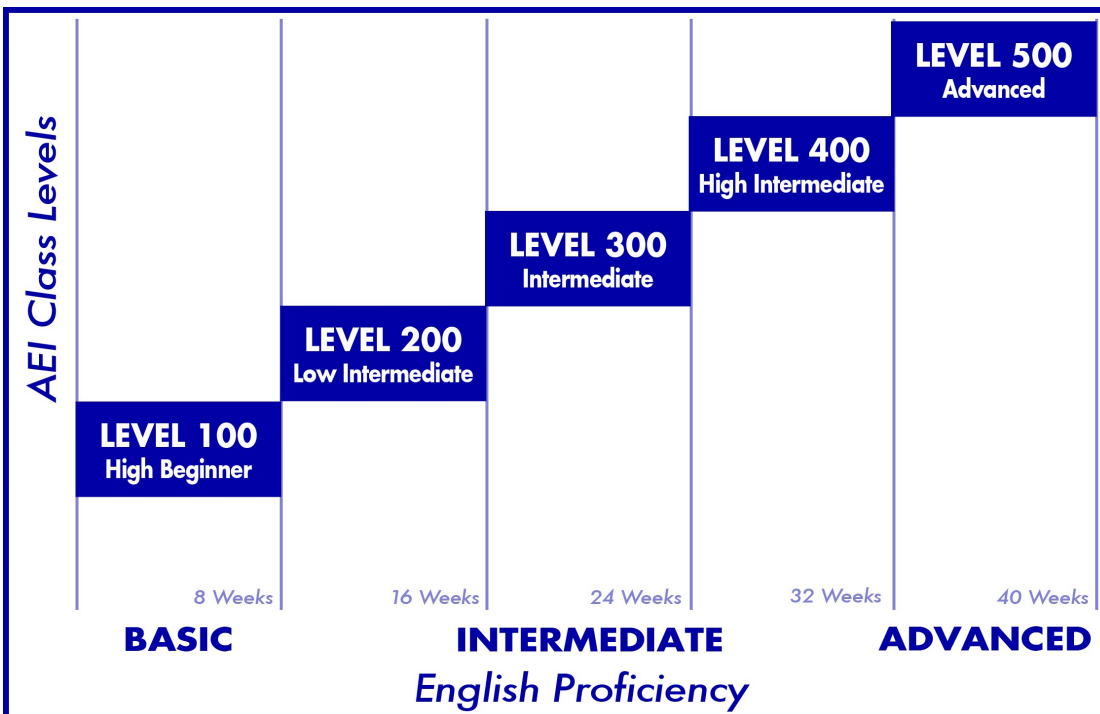 AEI Class Levels
LEVEL 500
Advanced
LEVEL 400
High Intermediate
LEVEL 300
Intermediate
LEVEL 200
Low Intermediate
LEVEL 100
High Beginner
8 Weeks
16 Weeks
24 Weeks
32 Weeks
40 Weeks
BASIC
INTERMEDIATE
ADVANCED
English Proficiency